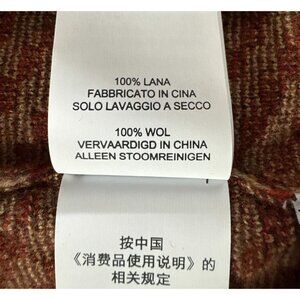 100% LANA
FABBRICATO IN CINA
SOLO LAVAGGIO A SECCO
100% WOL
VERVAARDIGD IN CHINA
ALLEEN STOOMREINIGEN
按中国
《消费品使用说明》的
相关规定